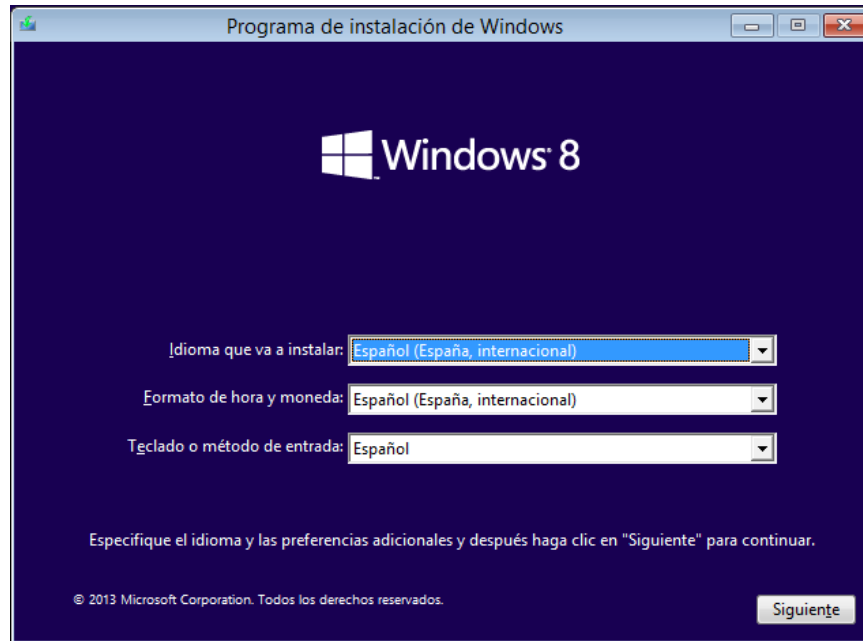 Programa de instalación de Windows
Windows 8
Idioma que va a instalar: Español (España, internacional)
Formato de hora y moneda: Español (España, internacional)
Teclado o método de entrada: Español
Especifique el idioma y las preferencias adicionales y después haga clic en "Siguiente" para continuar.
© 2013 Microsoft Corporation. Todos los derechos reservados.
Siguiente